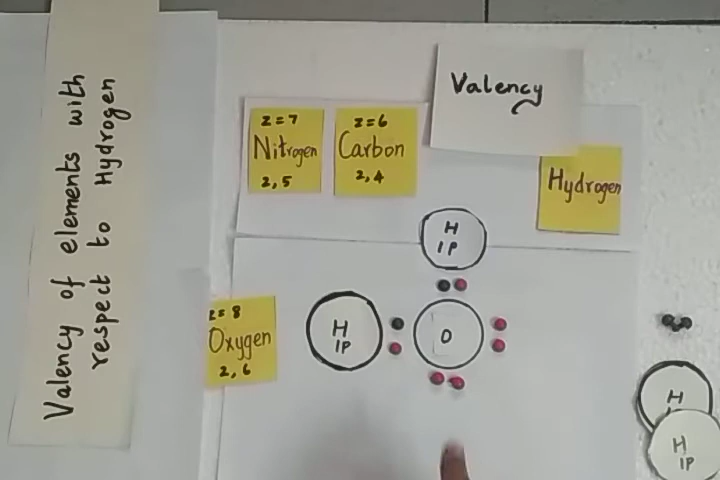 Valency of elements with
respect to Hydrogen
Valency
z=7
Nitrogen
2,5
z=6
Carbon
2,4
Hydrogen
H
1P
z=8
Oxygen
2,6
H
1P
O
H
H
1P